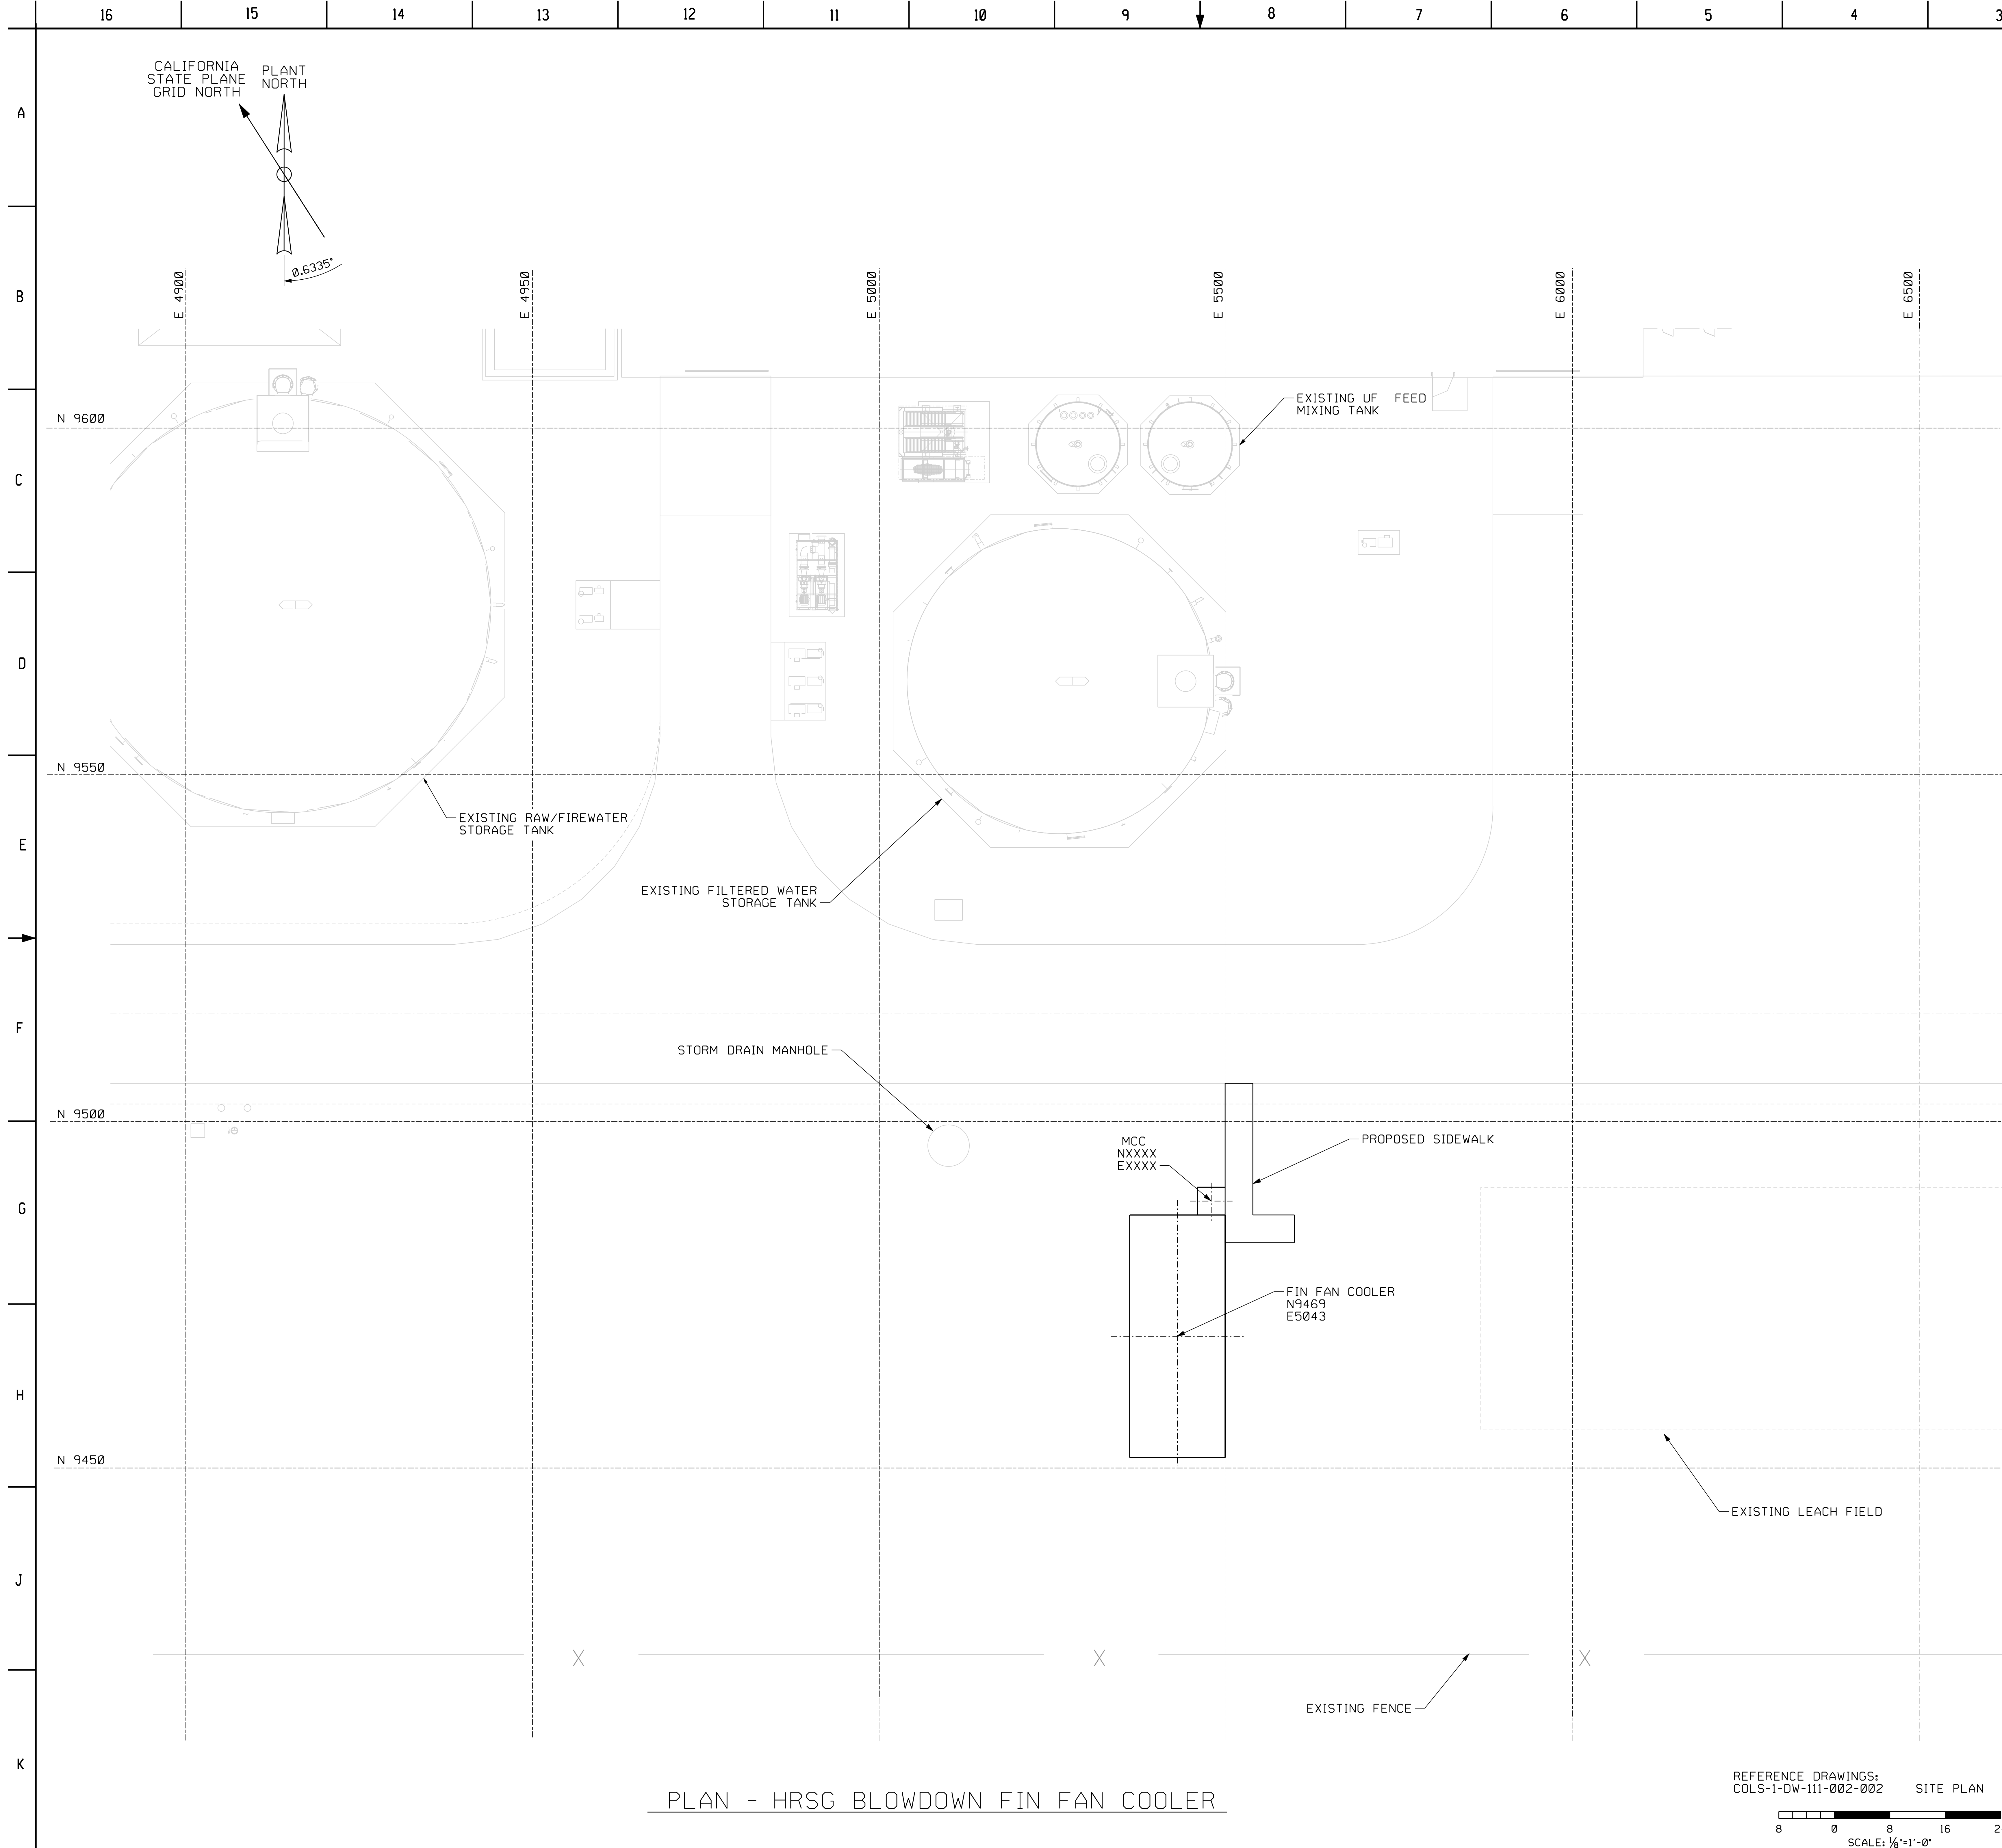 16 15 14 13 12 11 10 9 8 7 6 5 4 3
A
B
C
D
E
F
G
H
J
K
CALIFORNIA
STATE PLANE
GRID NORTH
PLANT
NORTH
0.6335°
E 4900
E 4950
E 5000
E 5500
E 6000
E 6500
N 9600
EXISTING UF FEED
MIXING TANK
N 9550
EXISTING RAW/FIREWATER
STORAGE TANK
EXISTING FILTERED WATER
STORAGE TANK
STORM DRAIN MANHOLE
N 9500
MCC
NXXXX
EXXXX
PROPOSED SIDEWALK
FIN FAN COOLER
N9469
E5043
N 9450
EXISTING LEACH FIELD
X X X
EXISTING FENCE
PLAN - HRSG BLOWDOWN FIN FAN COOLER
REFERENCE DRAWINGS:
COLS-1-DW-111-002-002 SITE PLAN
8 0 8 16 2
SCALE: ⅛"=1'-0"